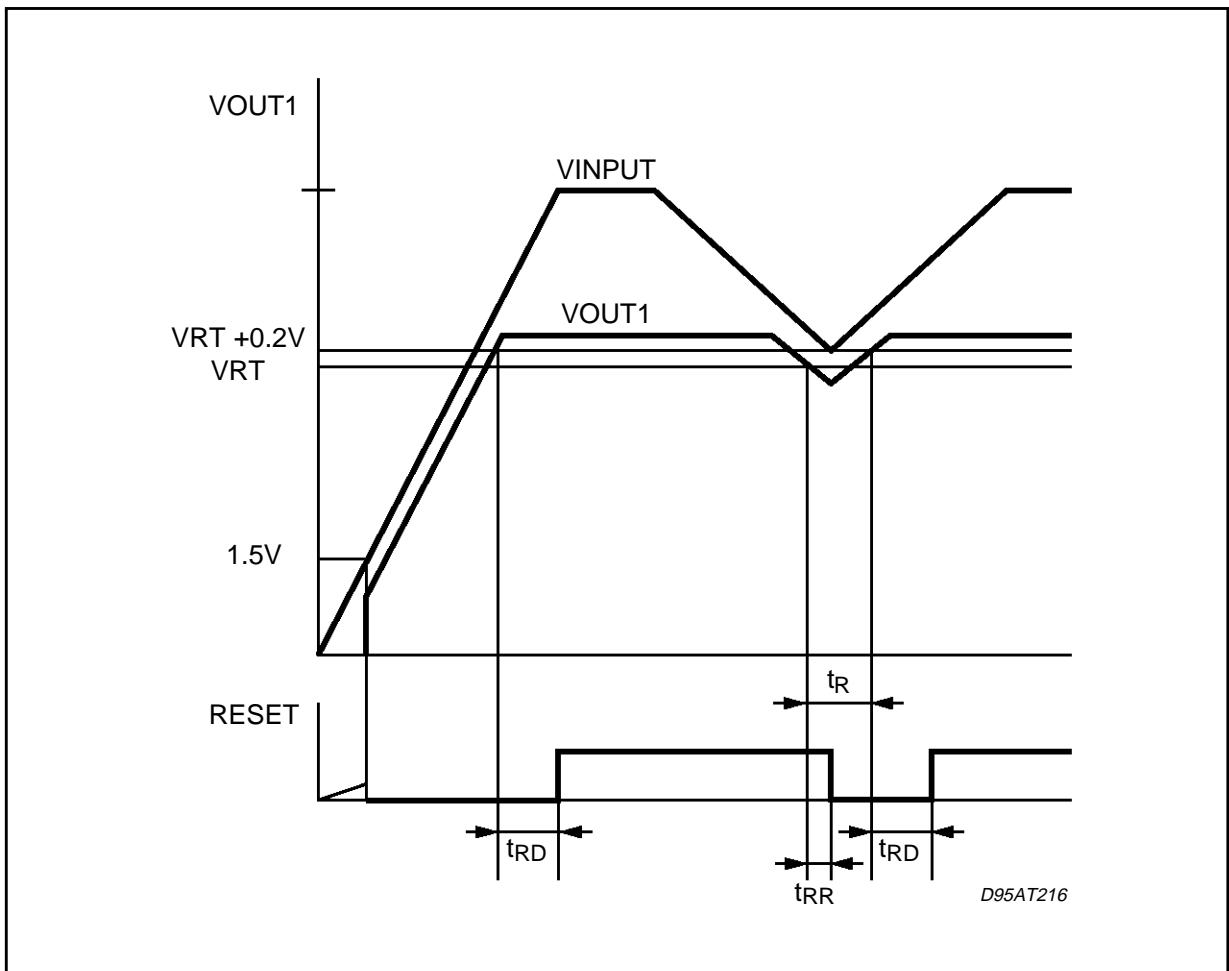 VOUT1
VINPUT
VOUT1
VRT +0.2V
VRT
1.5V
tR
RESET
tRD
tRD
tRR
D95AT216